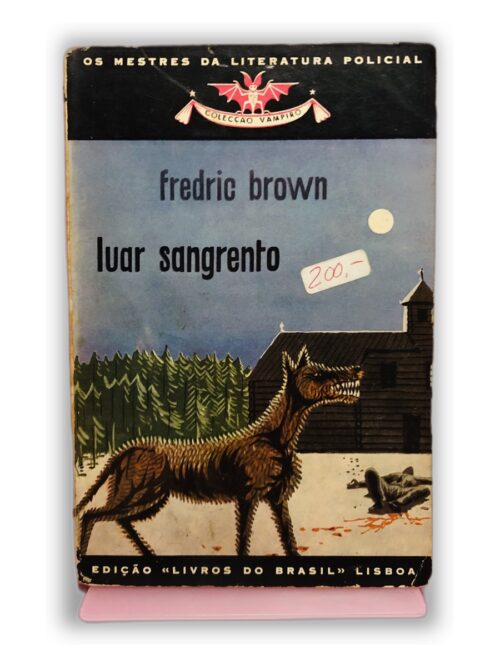 OS MESTRES DA LITERATURA POLICIAL
COLECÇÃO VAMPIRO
fredric brown
luar sangrento
200,-
EDIÇÃO «LIVROS DO BRASIL» LISBOA